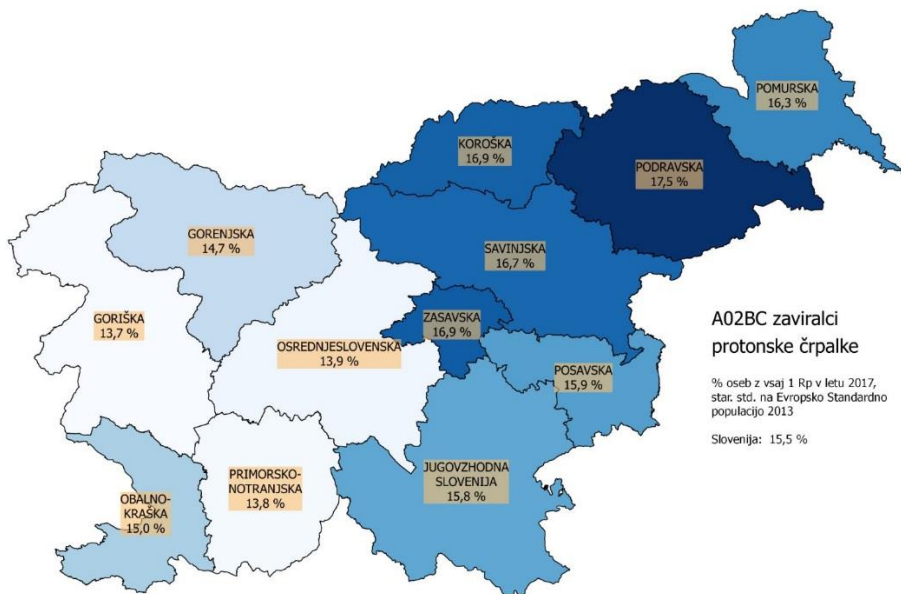 POMURSKA
16,3 %
KOROŠKA
16,9 %
PODRAVSKA
17,5 %
GORENJSKA
14,7 %
SAVINJSKA
16,7 %
GORIŠKA
13,7 %
ZASAVSKA
16,9 %
OSREDNJESLOVENSKA
13,9 %
POSAVSKA
15,9 %
JUGOVZHODNA
SLOVENIJA
15,8 %
PRIMORSKO-
NOTRANJSKA
13,8 %
OBALNO-
KRAŠKA
15,0 %
A02BC zaviralci
protonske črpalke
% oseb z vsaj 1 Rp v letu 2017,
star. std. na Evropsko Standardno
populacijo 2013
Slovenija: 15,5 %